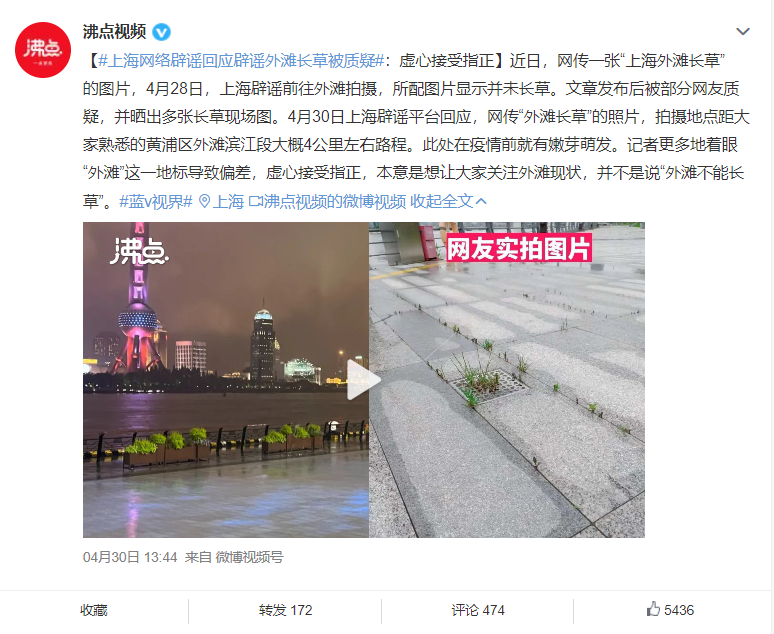 沸点视频
沸点
一点即燃
【#上海网络辟谣回应辟谣外滩长草被质疑#：虚心接受指正】近日，网传一张“上海外滩长草”
的图片，4月28日，上海辟谣前往外滩拍摄，所配图片显示并未长草。文章发布后被部分网友质
疑，并晒出多张长草现场图。4月30日上海辟谣平台回应，网传“外滩长草”的照片，拍摄地点距大
家熟悉的黄浦区外滩滨江段大概4公里左右路程。此处在疫情前就有嫩芽萌发。记者更多地着眼
“外滩”这一地标导致偏差，虚心接受指正，本意是想让大家关注外滩现状，并不是说“外滩不能长
草”。#蓝v视界# 上海 沸点视频的微博视频 收起全文
沸点
网友实拍图片
04月30日 13:44 来自 微博视频号
收藏 转发 172 评论 474 5436